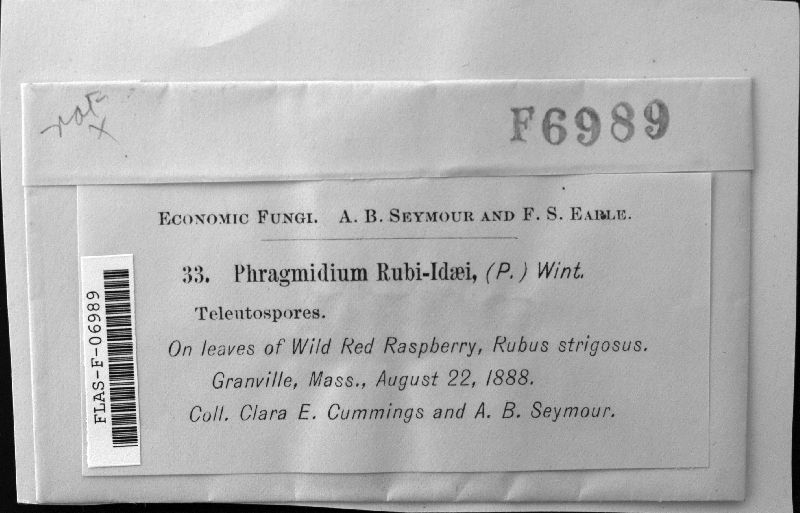 F6989
ECONOMIC FUNGI. A. B. SEYMOUR AND F. S. EARLE.
33. Phragmidium Rubi-Idæi, (P.) Wint.
Teleutospores.
On leaves of Wild Red Raspberry, Rubus strigosus.
Granville, Mass., August 22, 1888.
Coll. Clara E. Cummings and A. B. Seymour.
FLAS-F-06989